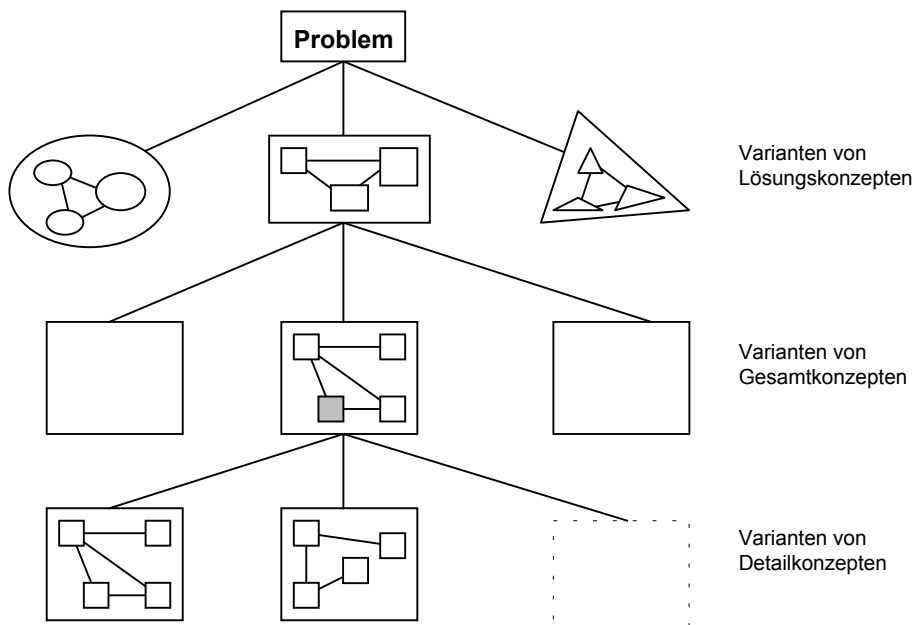 Problem
Varianten von
Lösungskonzepten
Varianten von
Gesamtkonzepten
Varianten von
Detailkonzepten